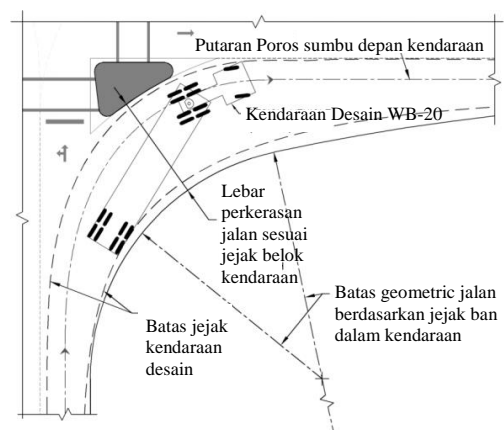 Putaran Poros sumbu depan kendaraan
Kendaraan Desain WB-20
Lebar
perkerasan
jalan sesuai
jejak belok
kendaraan
Batas geometric jalan
berdasarkan jejak ban
dalam kendaraan
Batas jejak
kendaraan
desain